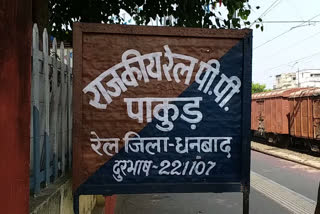 राजकीय रेल पी.पी.
पाकुड़
रेल जिला-धनबाद
दुरभाष-221107